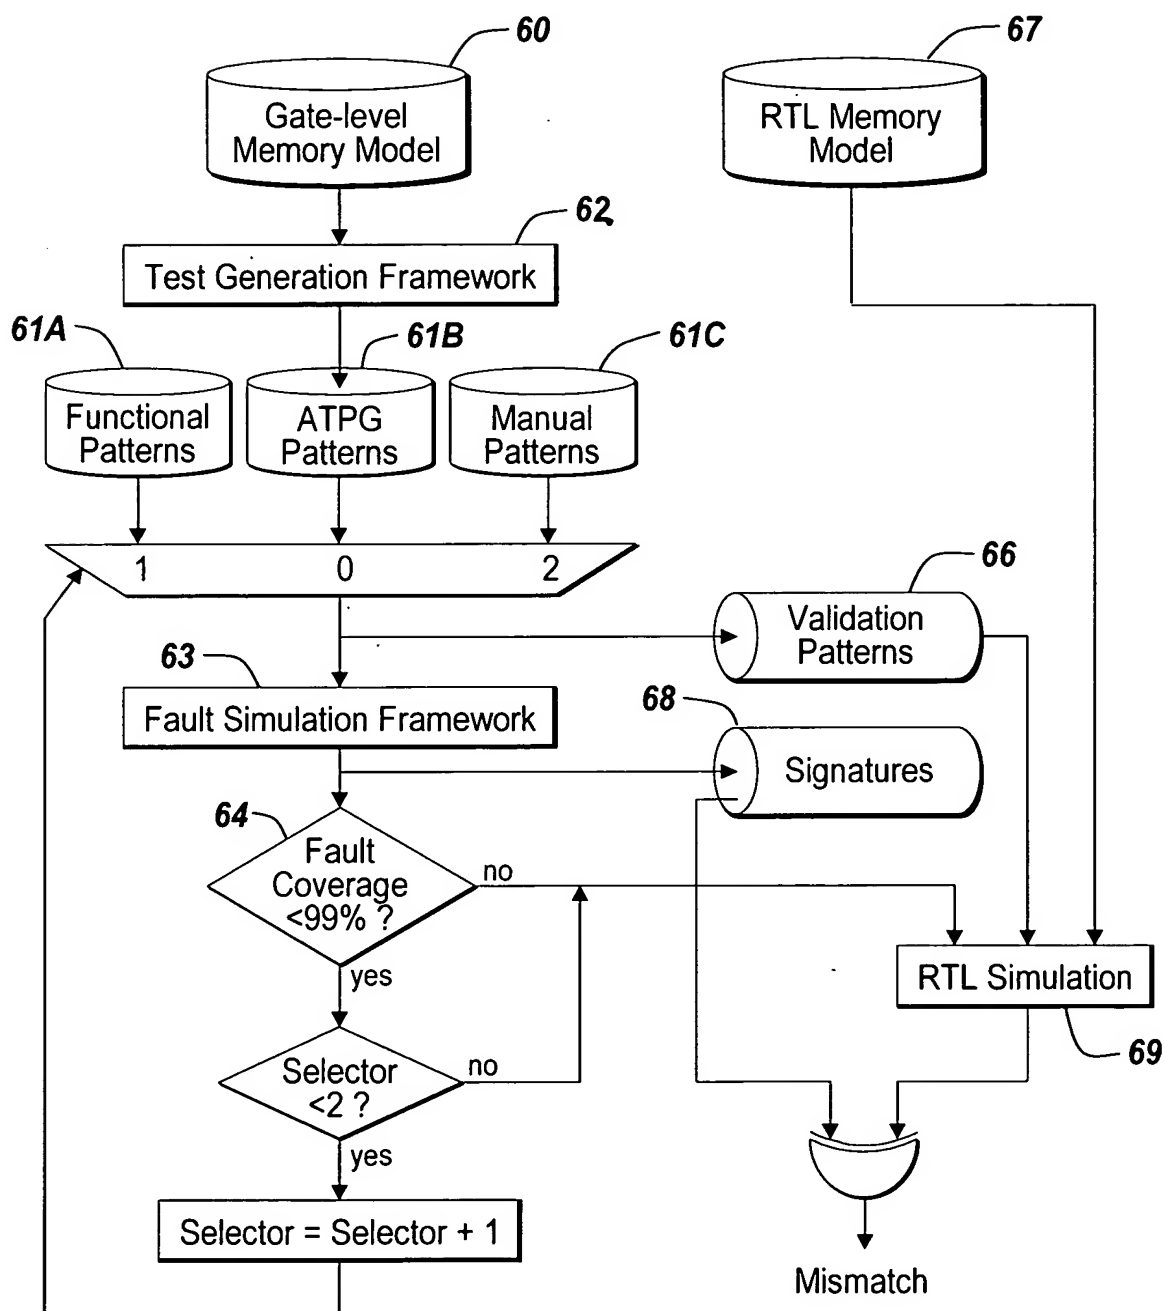 60
67
Gate-level
Memory Model
RTL Memory
Model
62
Test Generation Framework
61A
61B
61C
Functional
Patterns
ATPG
Patterns
Manual
Patterns
1
0
2
66
Validation
Patterns
63
Fault Simulation Framework
68
Signatures
64
Fault
Coverage
<99% ?
no
yes
RTL Simulation
69
Selector
<2 ?
no
yes
Selector = Selector + 1
Mismatch